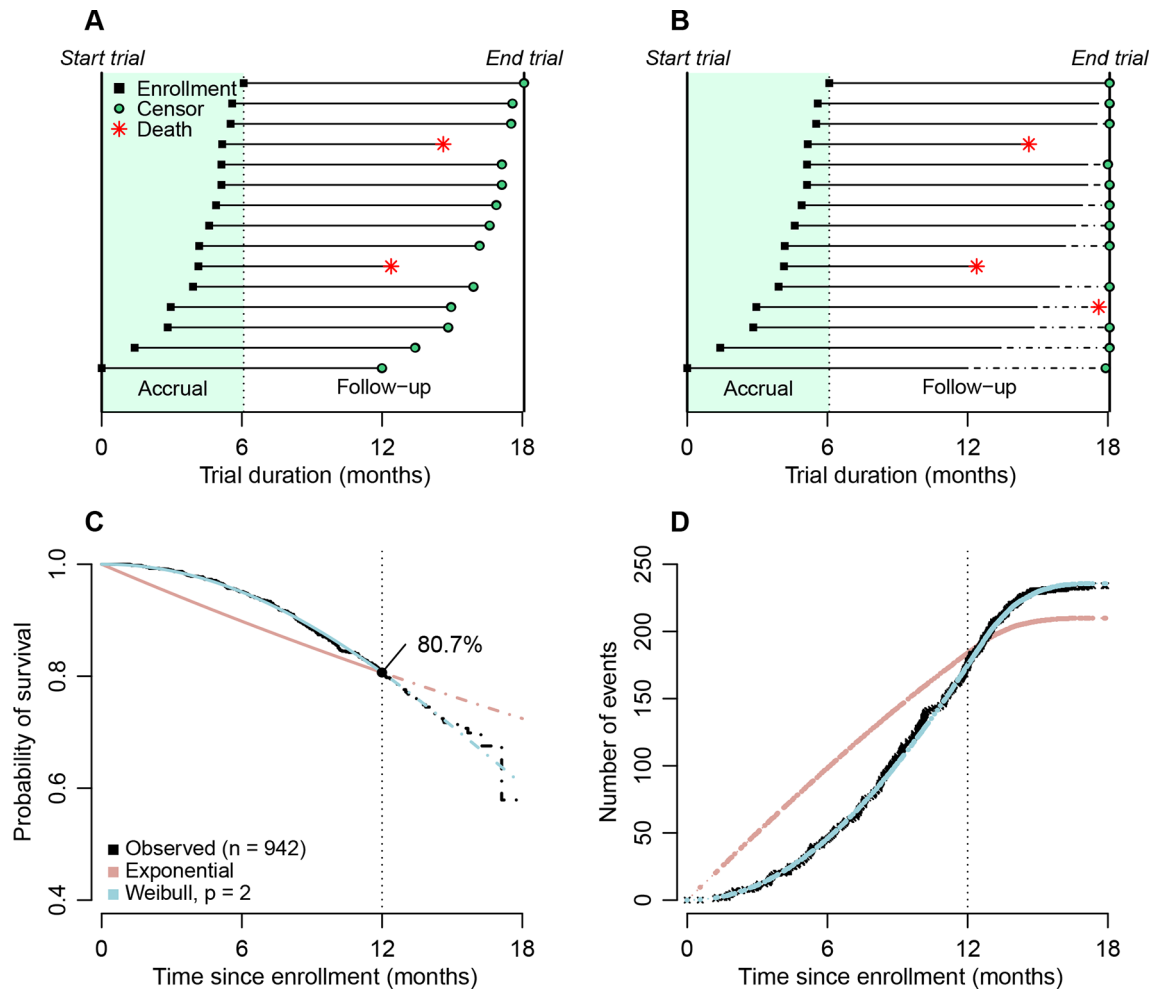 A
Start trial
End trial
Enrollment
Censor
Death
Accrual
Follow−up
0
6
12
18
Trial duration (months)
B
Start trial
End trial
Accrual
Follow−up
0
6
12
18
Trial duration (months)
C
Probability of survival
1.0
0.8
0.6
0.4
80.7%
Observed (n = 942)
Exponential
Weibull, p = 2
0
6
12
18
Time since enrollment (months)
D
Number of events
250
200
150
100
50
0
0
6
12
18
Time since enrollment (months)